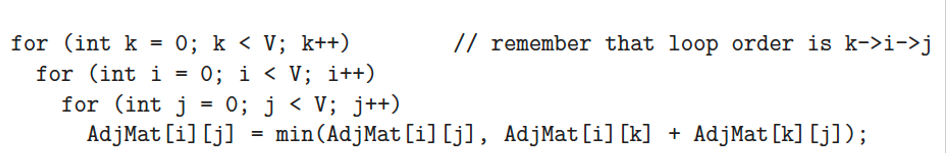 for (int k = 0; k < V; k++) // remember that loop order is k->i->j
for (int i = 0; i < V; i++)
for (int j = 0; j < V; j++)
AdjMat[i][j] = min(AdjMat[i][j], AdjMat[i][k] + AdjMat[k][j]);